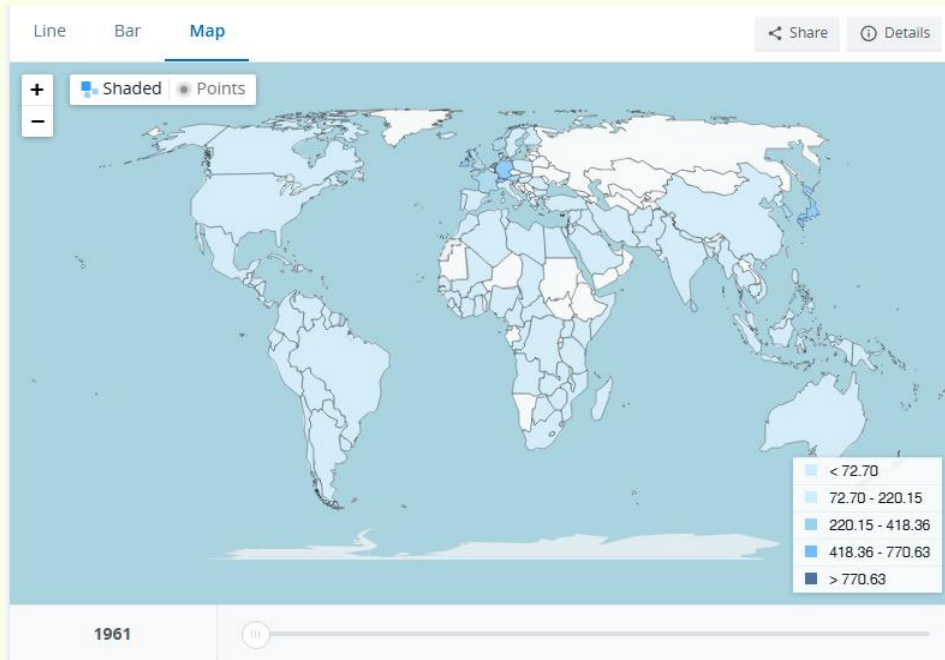 Line Bar Map Share Details
+ Shaded Points
−
< 72.70
72.70 - 220.15
220.15 - 418.36
418.36 - 770.63
> 770.63
1961